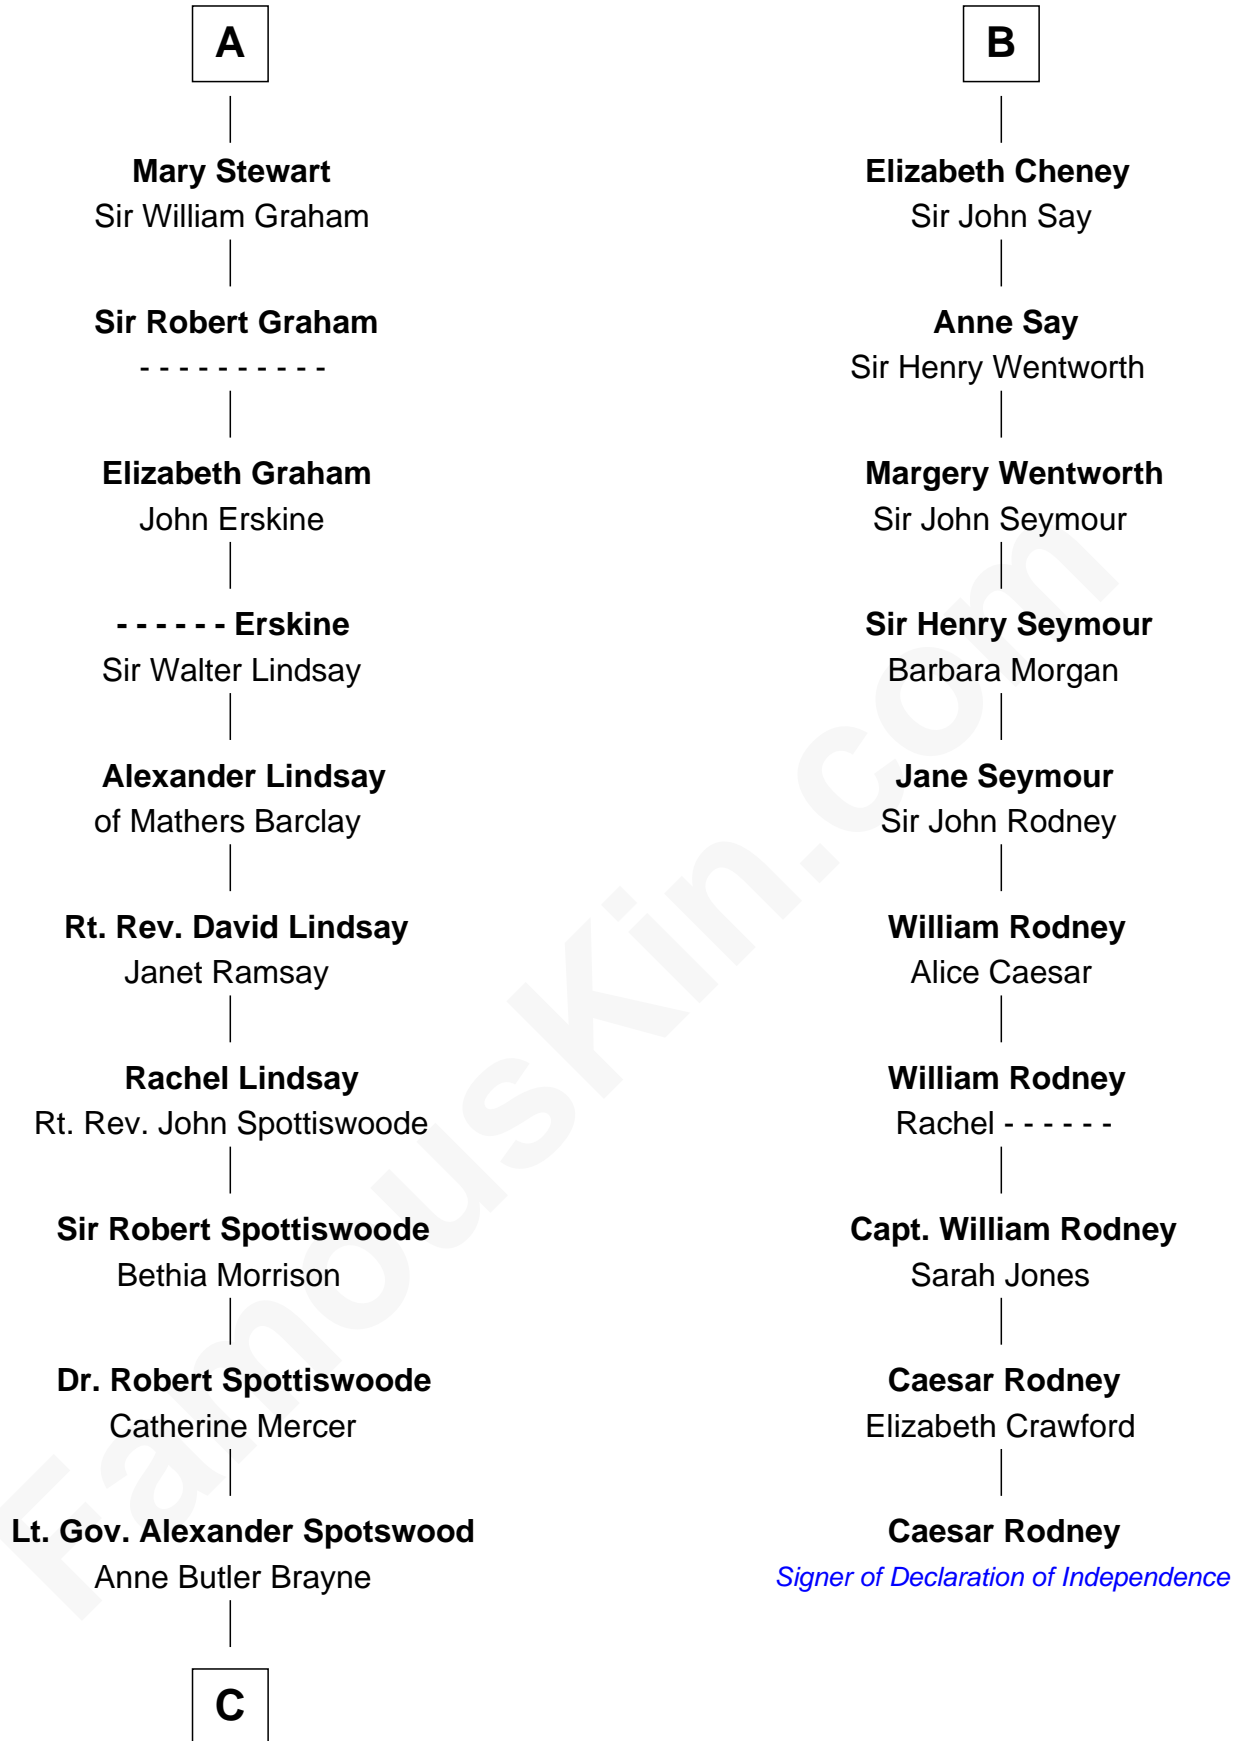 A
Mary Stewart
Sir William Graham
Sir Robert Graham
- - - - - - - - - -
Elizabeth Graham
John Erskine
- - - - - - Erskine
Sir Walter Lindsay
Alexander Lindsay
of Mathers Barclay
Rt. Rev. David Lindsay
Janet Ramsay
Rachel Lindsay
Rt. Rev. John Spottiswoode
Sir Robert Spottiswoode
Bethia Morrison
Dr. Robert Spottiswoode
Catherine Mercer
Lt. Gov. Alexander Spotswood
Anne Butler Brayne
C
B
Elizabeth Cheney
Sir John Say
Anne Say
Sir Henry Wentworth
Margery Wentworth
Sir John Seymour
Sir Henry Seymour
Barbara Morgan
Jane Seymour
Sir John Rodney
William Rodney
Alice Caesar
William Rodney
Rachel - - - - - -
Capt. William Rodney
Sarah Jones
Caesar Rodney
Elizabeth Crawford
Caesar Rodney
Signer of Declaration of Independence
FamousKin.com